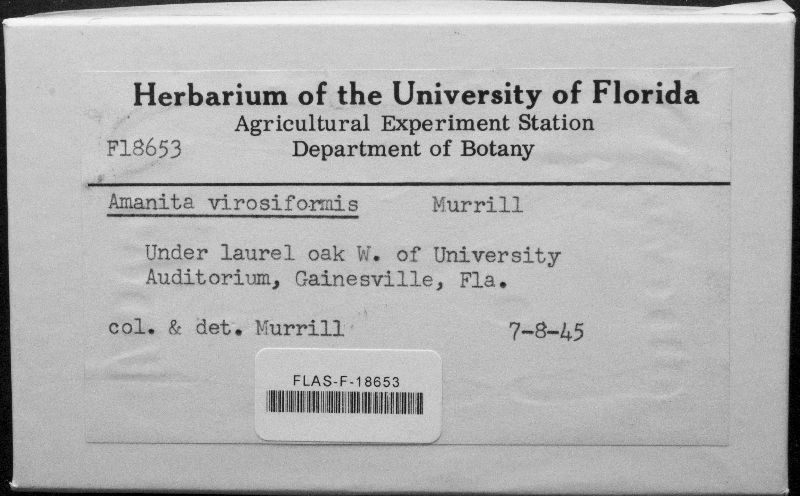 Herbarium of the University of Florida
Agricultural Experiment Station
F18653 Department of Botany
Amanita virosiformis Murrill
Under laurel oak W. of University
Auditorium, Gainesville, Fla.
col. & det. Murrill 7-8-45
FLAS-F-18653